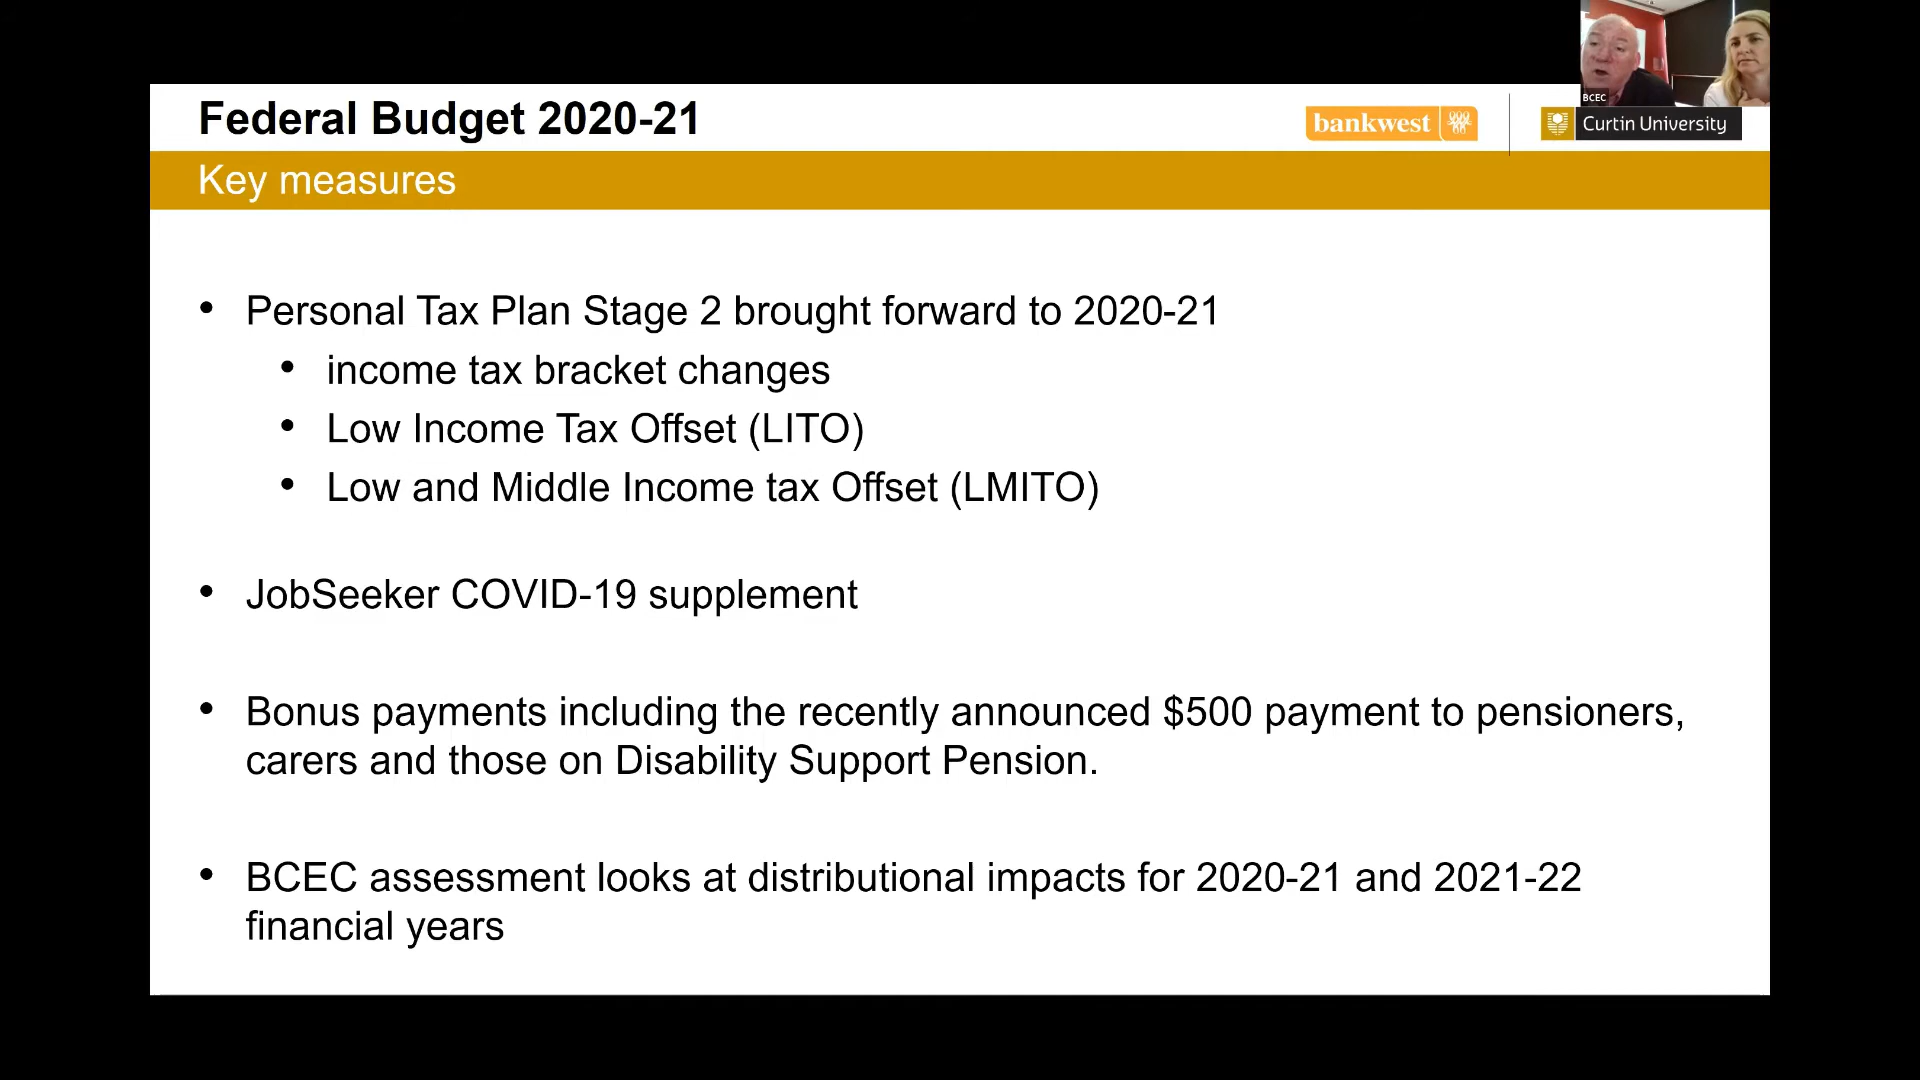 BCEC
Federal Budget 2020-21
bankwest
Curtin University
Key measures
• Personal Tax Plan Stage 2 brought forward to 2020-21
• income tax bracket changes
• Low Income Tax Offset (LITO)
• Low and Middle Income tax Offset (LMITO)
• JobSeeker COVID-19 supplement
• Bonus payments including the recently announced $500 payment to pensioners,
carers and those on Disability Support Pension.
• BCEC assessment looks at distributional impacts for 2020-21 and 2021-22
financial years